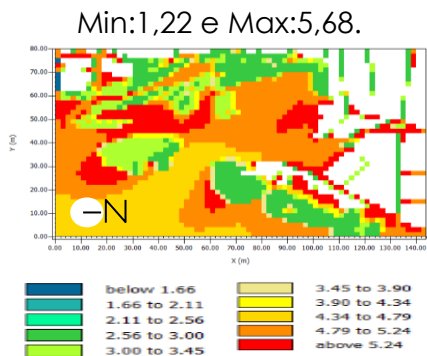 Min:1,22 e Max:5,68.
80.00
70.00
60.00
50.00
40.00
30.00
20.00
10.00
0.00
Y (m)
N
0.00 10.00 20.00 30.00 40.00 50.00 60.00 70.00 80.00 90.00 100.00 110.00 120.00 130.00 140.00
X (m)
below 1.66
1.66 to 2.11
2.11 to 2.56
2.56 to 3.00
3.00 to 3.45
3.45 to 3.90
3.90 to 4.34
4.34 to 4.79
4.79 to 5.24
above 5.24